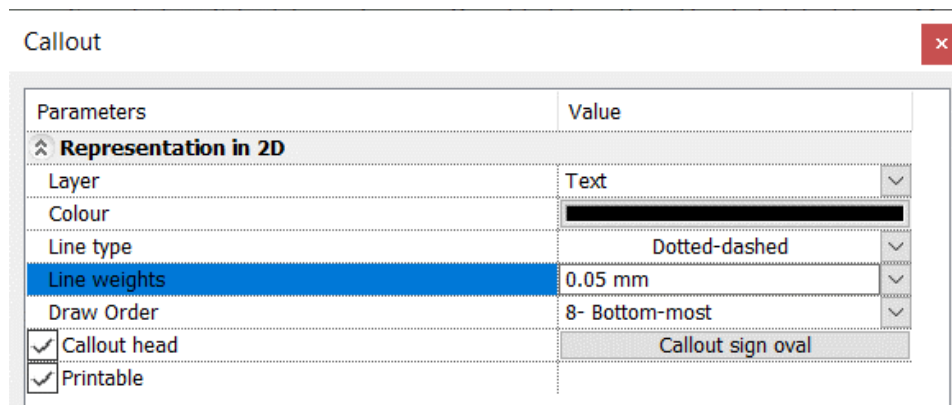 Callout
Parameters Value
Representation in 2D
Layer Text
Colour
Line type Dotted-dashed
Line weights 0.05 mm
Draw Order 8- Bottom-most
Callout head Callout sign oval
Printable